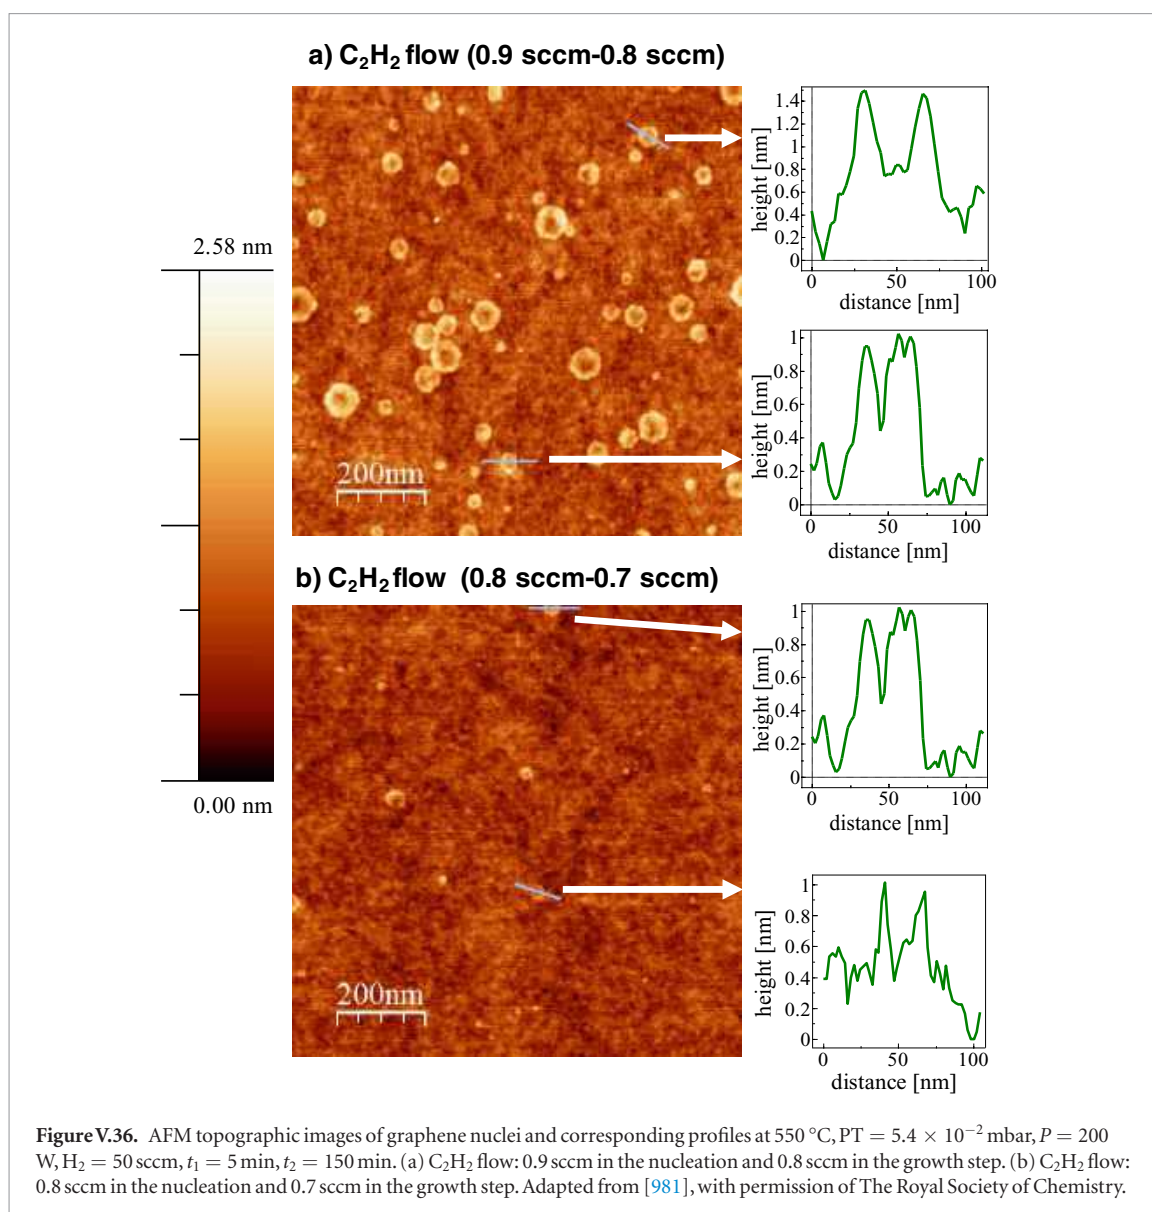 a) C₂H₂ flow (0.9 sccm-0.8 sccm)
2.58 nm
0.00 nm
200nm
height [nm]
1.4
1.2
1
0.8
0.6
0.4
0.2
0
0
50
100
distance [nm]
height [nm]
1
0.8
0.6
0.4
0.2
0
0
50
100
distance [nm]
b) C₂H₂ flow (0.8 sccm-0.7 sccm)
200nm
height [nm]
1
0.8
0.6
0.4
0.2
0
0
50
100
distance [nm]
height [nm]
1
0.8
0.6
0.4
0.2
0
0
50
100
distance [nm]
Figure V.36. AFM topographic images of graphene nuclei and corresponding profiles at 550 °C, PT = 5.4 × 10⁻² mbar, P = 200
W, H₂ = 50 sccm, t₁ = 5 min, t₂ = 150 min. (a) C₂H₂ flow: 0.9 sccm in the nucleation and 0.8 sccm in the growth step. (b) C₂H₂ flow:
0.8 sccm in the nucleation and 0.7 sccm in the growth step. Adapted from [981], with permission of The Royal Society of Chemistry.